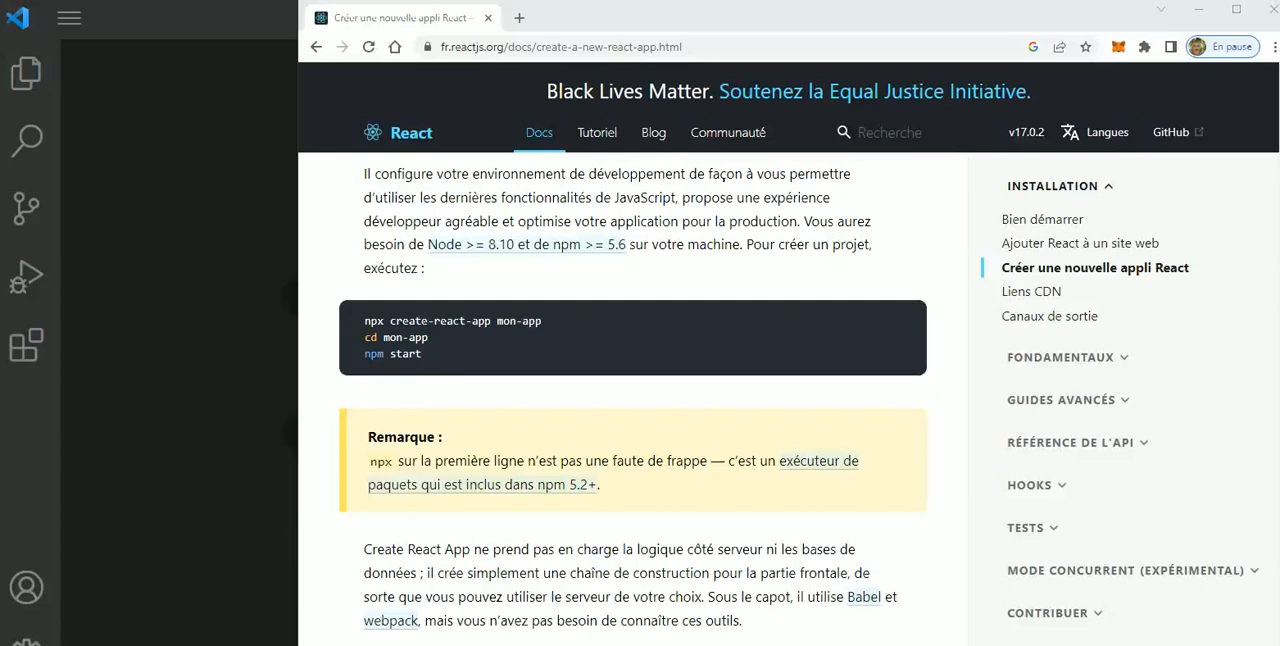 Créer une nouvelle appli React –
fr.reactjs.org/docs/create-a-new-react-app.html
En pause
Black Lives Matter. Soutenez la Equal Justice Initiative.
React
Docs
Tutoriel
Blog
Communauté
Recherche
v17.0.2
Langues
GitHub
Il configure votre environnement de développement de façon à vous permettre
d’utiliser les dernières fonctionnalités de JavaScript, propose une expérience
développeur agréable et optimise votre application pour la production. Vous aurez
besoin de Node >= 8.10 et de npm >= 5.6 sur votre machine. Pour créer un projet,
exécutez :
npx create-react-app mon-app
cd mon-app
npm start
Remarque :
npx sur la première ligne n’est pas une faute de frappe — c’est un exécuteur de
paquets qui est inclus dans npm 5.2+.
Create React App ne prend pas en charge la logique côté serveur ni les bases de
données ; il crée simplement une chaîne de construction pour la partie frontale, de
sorte que vous pouvez utiliser le serveur de votre choix. Sous le capot, il utilise Babel et
webpack, mais vous n’avez pas besoin de connaître ces outils.
INSTALLATION
Bien démarrer
Ajouter React à un site web
Créer une nouvelle appli React
Liens CDN
Canaux de sortie
FONDAMENTAUX
GUIDES AVANCÉS
RÉFÉRENCE DE L'API
HOOKS
TESTS
MODE CONCURRENT (EXPÉRIMENTAL)
CONTRIBUER